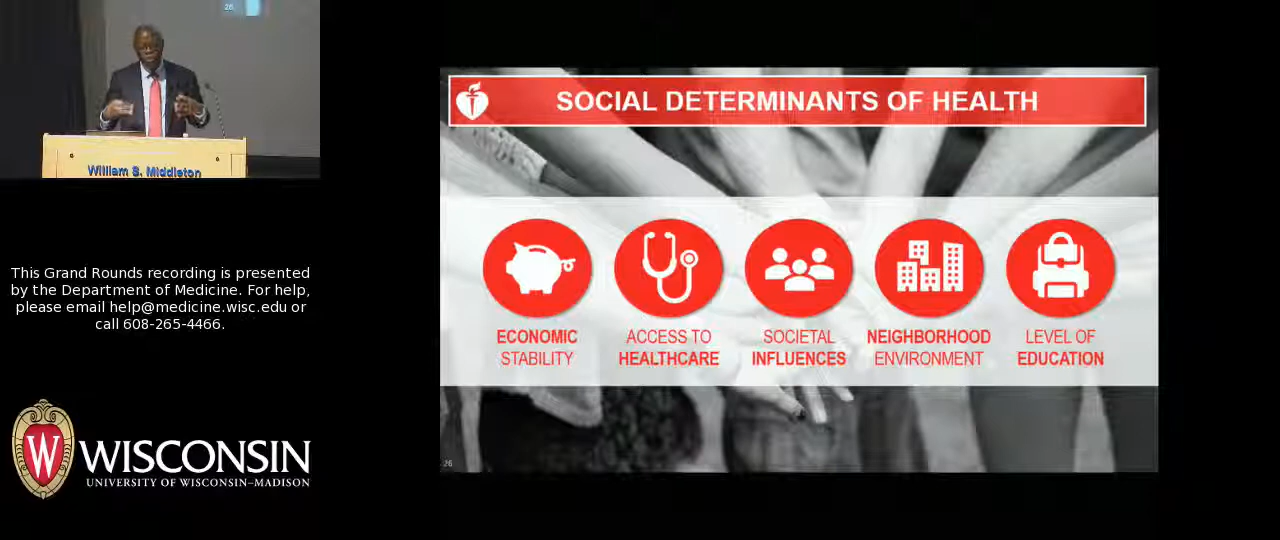 26
William S. Middleton
This Grand Rounds recording is presented
by the Department of Medicine. For help,
please email help@medicine.wisc.edu or
call 608-265-4466.
WISCONSIN
UNIVERSITY OF WISCONSIN–MADISON
SOCIAL DETERMINANTS OF HEALTH
ECONOMIC
STABILITY
ACCESS TO
HEALTHCARE
SOCIETAL
INFLUENCES
NEIGHBORHOOD
ENVIRONMENT
LEVEL OF
EDUCATION
26